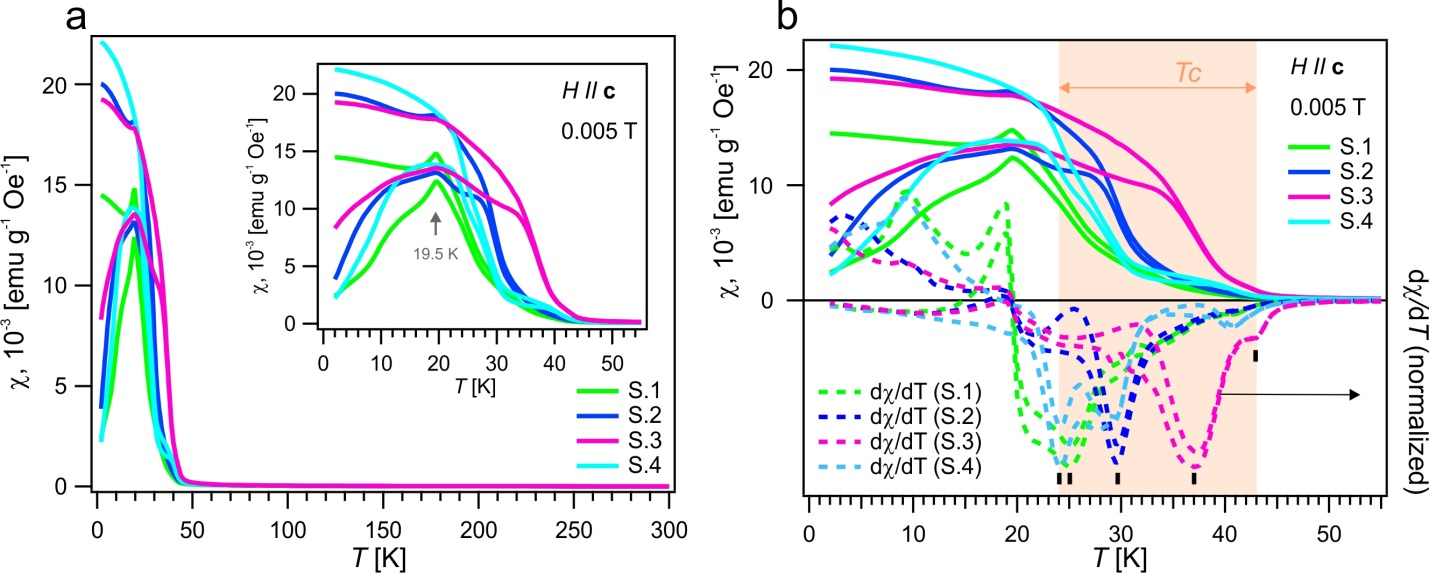 a
χ, 10⁻³ [emu g⁻¹ Oe⁻¹]
20
15
10
5
0
0 50 100 150 200 250 300
T [K]
χ, 10⁻³ [emu g⁻¹ Oe⁻¹]
20
15
10
5
0
0 10 20 30 40 50
T [K]
H // c
0.005 T
19.5 K
S.1
S.2
S.3
S.4
b
χ, 10⁻³ [emu g⁻¹ Oe⁻¹]
20
10
0
Tc
H // c
0.005 T
S.1
S.2
S.3
S.4
dχ/dT (S.1)
dχ/dT (S.2)
dχ/dT (S.3)
dχ/dT (S.4)
dχ/dT (normalized)
0 10 20 30 40 50
T [K]